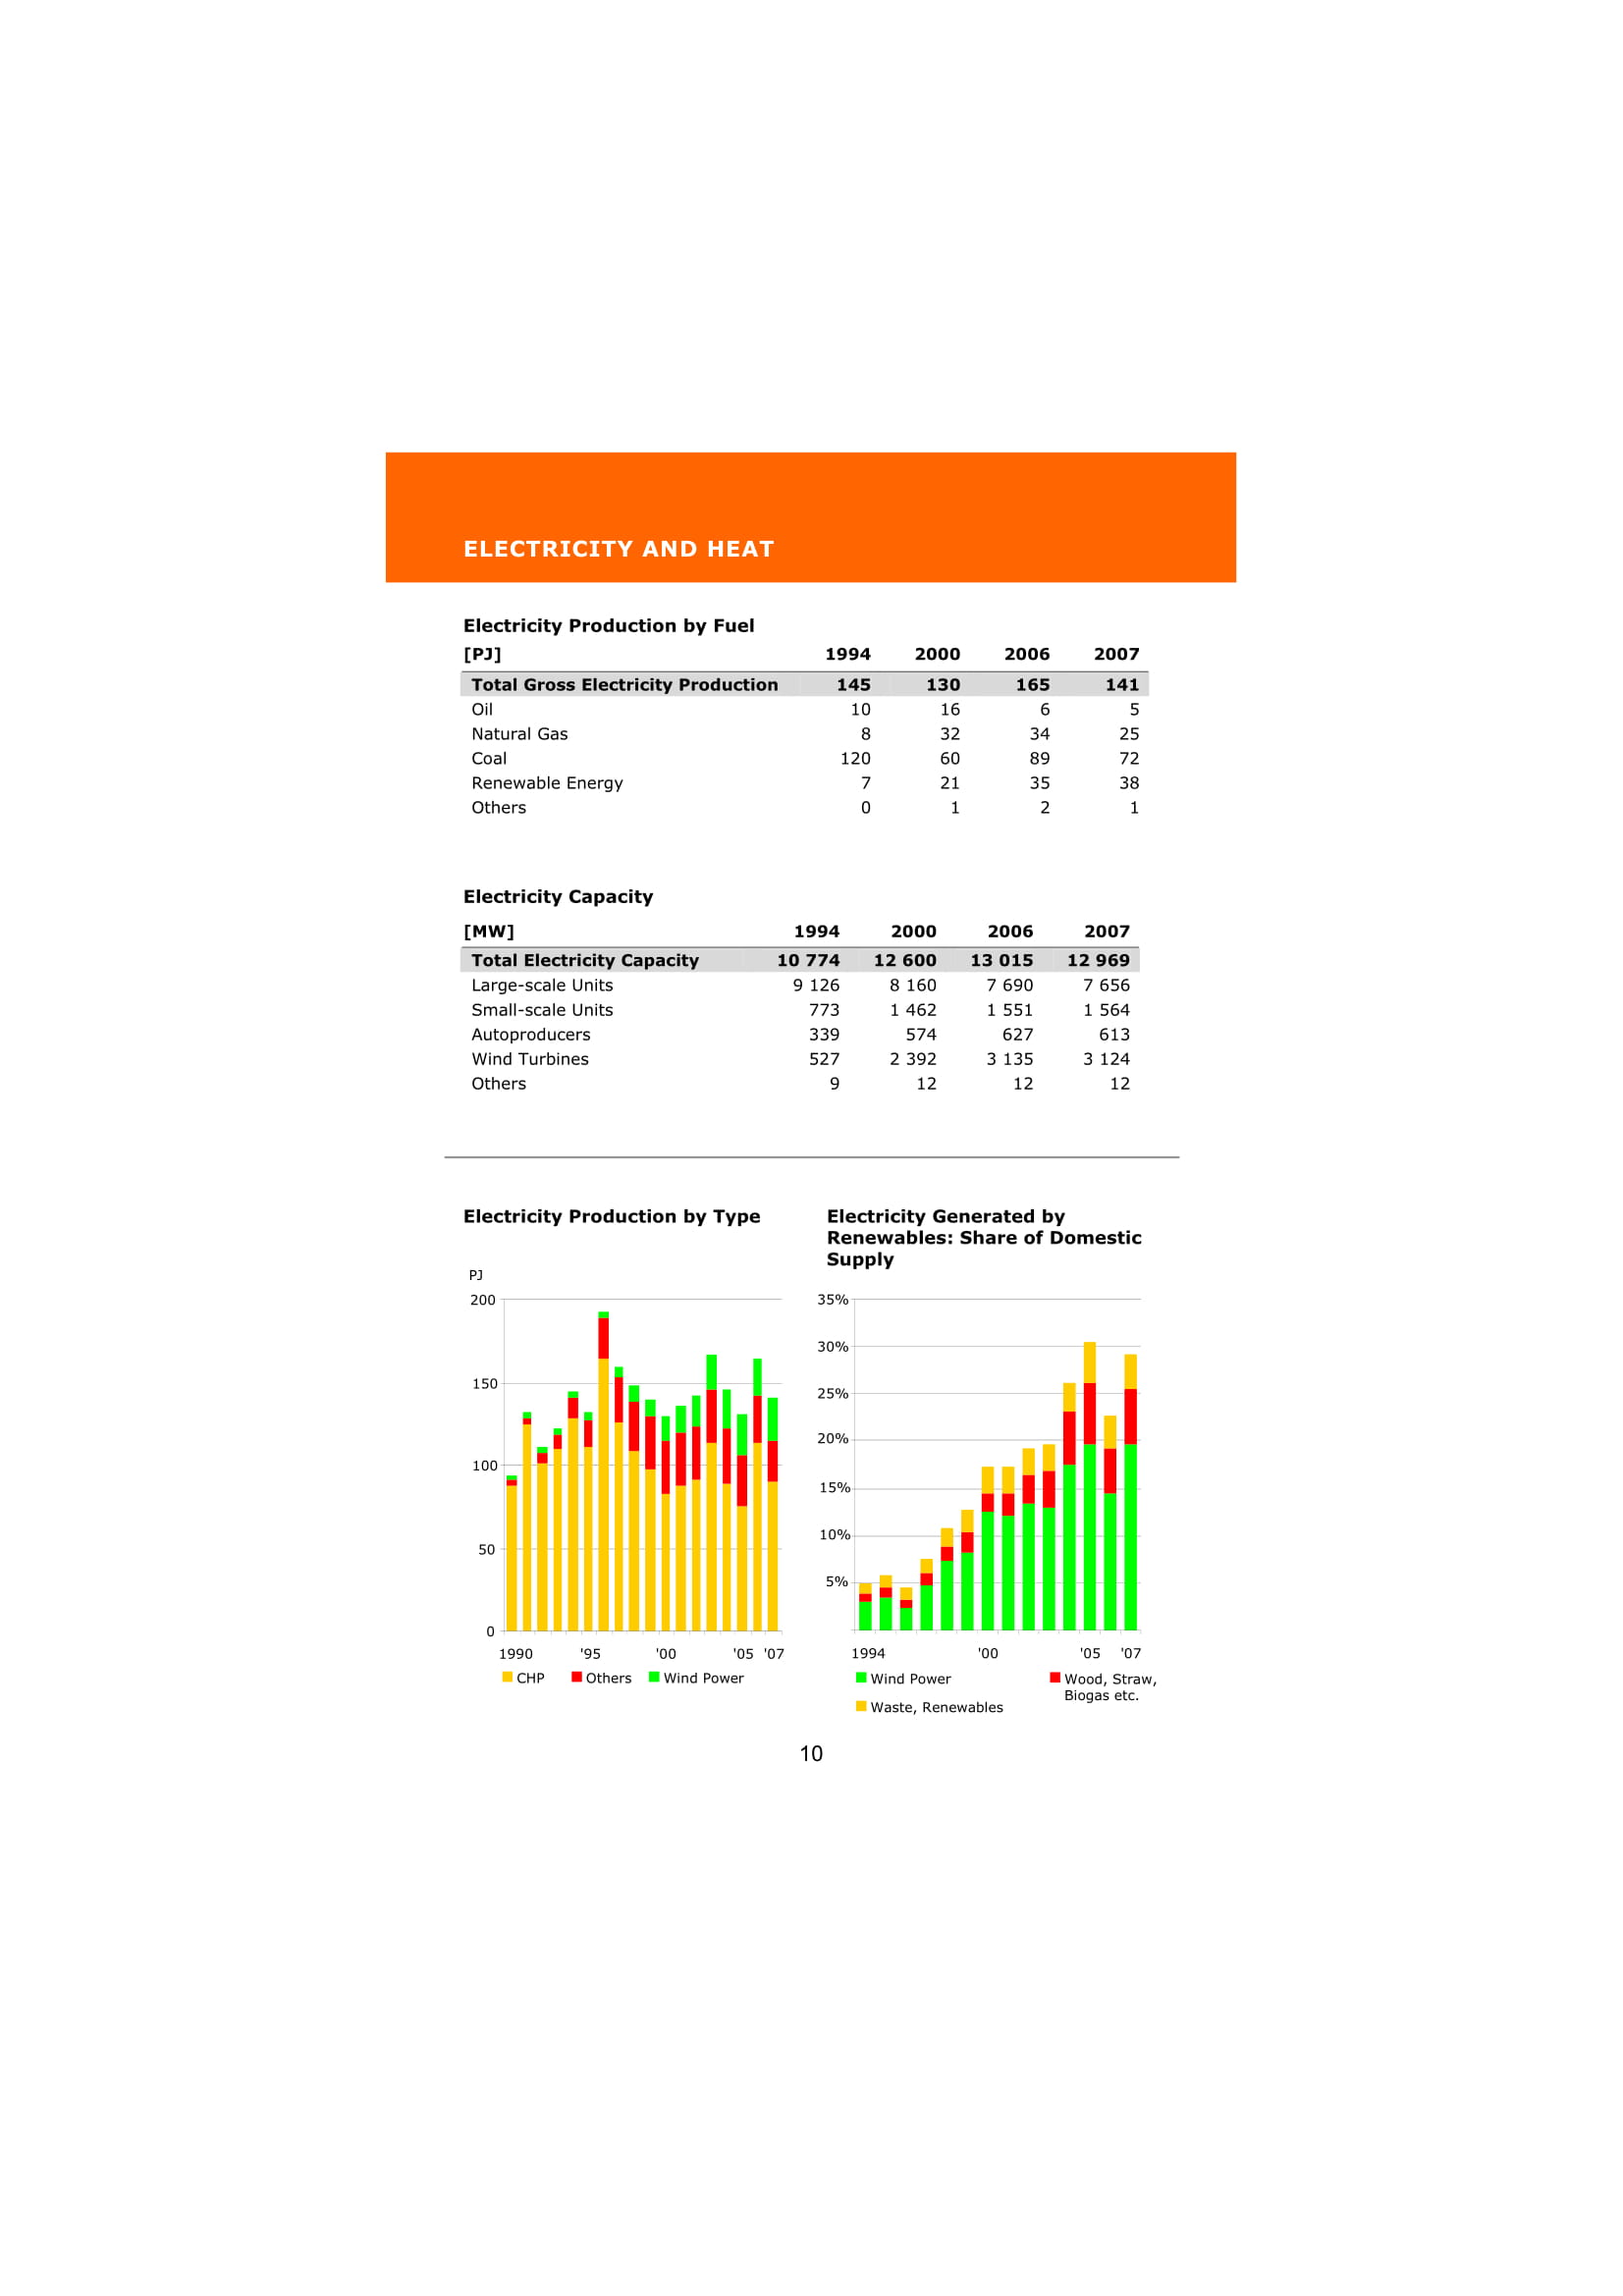 ELECTRICITY AND HEAT
Electricity Production by Fuel
[PJ] 1994 2000 2006 2007
Total Gross Electricity Production 145 130 165 141
Oil 10 16 6 5
Natural Gas 8 32 34 25
Coal 120 60 89 72
Renewable Energy 7 21 35 38
Others 0 1 2 1
Electricity Capacity
[MW] 1994 2000 2006 2007
Total Electricity Capacity 10 774 12 600 13 015 12 969
Large-scale Units 9 126 8 160 7 690 7 656
Small-scale Units 773 1 462 1 551 1 564
Autoproducers 339 574 627 613
Wind Turbines 527 2 392 3 135 3 124
Others 9 12 12 12
Electricity Production by Type
PJ
200
150
100
50
0
1990 '95 '00 '05 '07
CHP Others Wind Power
Electricity Generated by
Renewables: Share of Domestic
Supply
35%
30%
25%
20%
15%
10%
5%
1994 '00 '05 '07
Wind Power
Wood, Straw,
Biogas etc.
Waste, Renewables
10